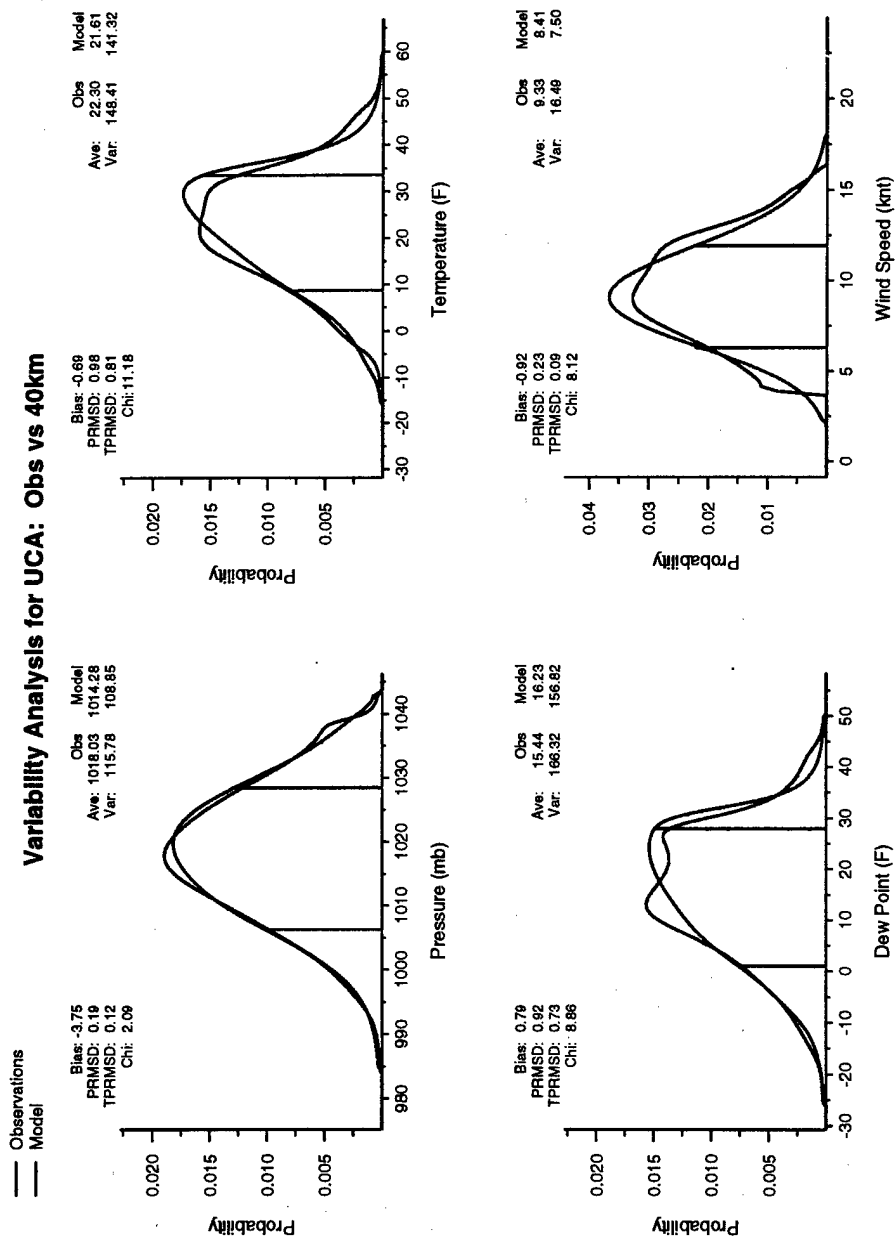 Observations
Model
Variability Analysis for UCA: Obs vs 40km
Bias: -3.75
PRMSD: 0.19
TPRMSD: 0.12
Chi: 2.09
Obs Model
Ave: 1018.03 1014.28
Var: 115.78 108.85
0.020
0.015
0.010
0.005
Probability
980 990 1000 1010 1020 1030 1040
Pressure (mb)
Bias: -0.69
PRMSD: 0.98
TPRMSD: 0.81
Chi: 11.18
Obs Model
Ave: 22.30 21.61
Var: 148.41 141.32
0.020
0.015
0.010
0.005
Probability
-30 -20 -10 0 10 20 30 40 50 60
Temperature (F)
Bias: 0.79
PRMSD: 0.92
TPRMSD: 0.73
Chi: 8.86
Obs Model
Ave: 15.44 16.23
Var: 166.32 156.82
0.020
0.015
0.010
0.005
Probability
-30 -20 -10 0 10 20 30 40 50
Dew Point (F)
Bias: -0.92
PRMSD: 0.23
TPRMSD: 0.09
Chi: 8.12
Obs Model
Ave: 9.33 8.41
Var: 16.49 7.50
0.04
0.03
0.02
0.01
Probability
0 5 10 15 20
Wind Speed (knt)